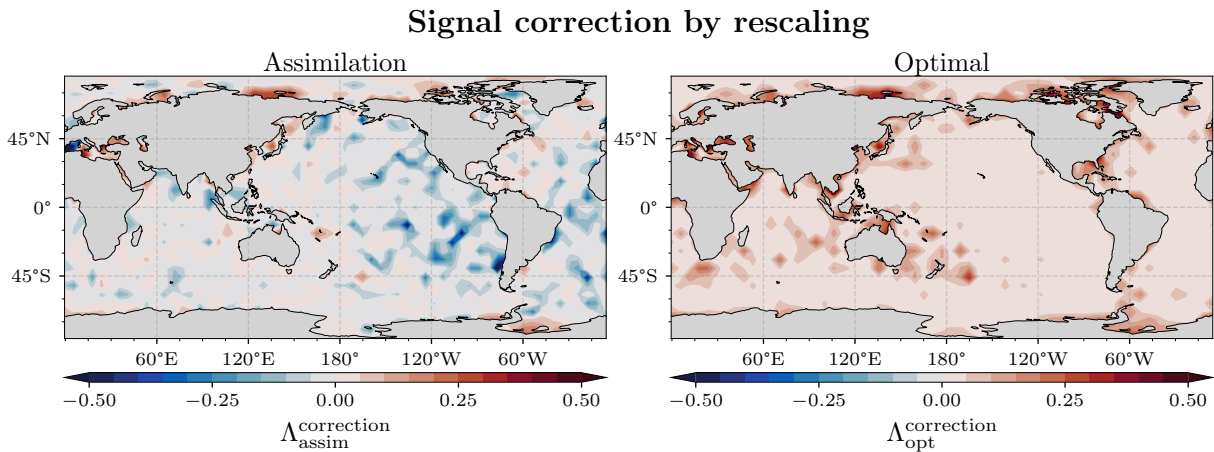 Signal correction by rescaling
Assimilation
Optimal
45°N
0°
45°S
60°E 120°E 180° 120°W 60°W
−0.50 −0.25 0.00 0.25 0.50
Λ_assim^correction
45°N
0°
45°S
60°E 120°E 180° 120°W 60°W
−0.50 −0.25 0.00 0.25 0.50
Λ_opt^correction